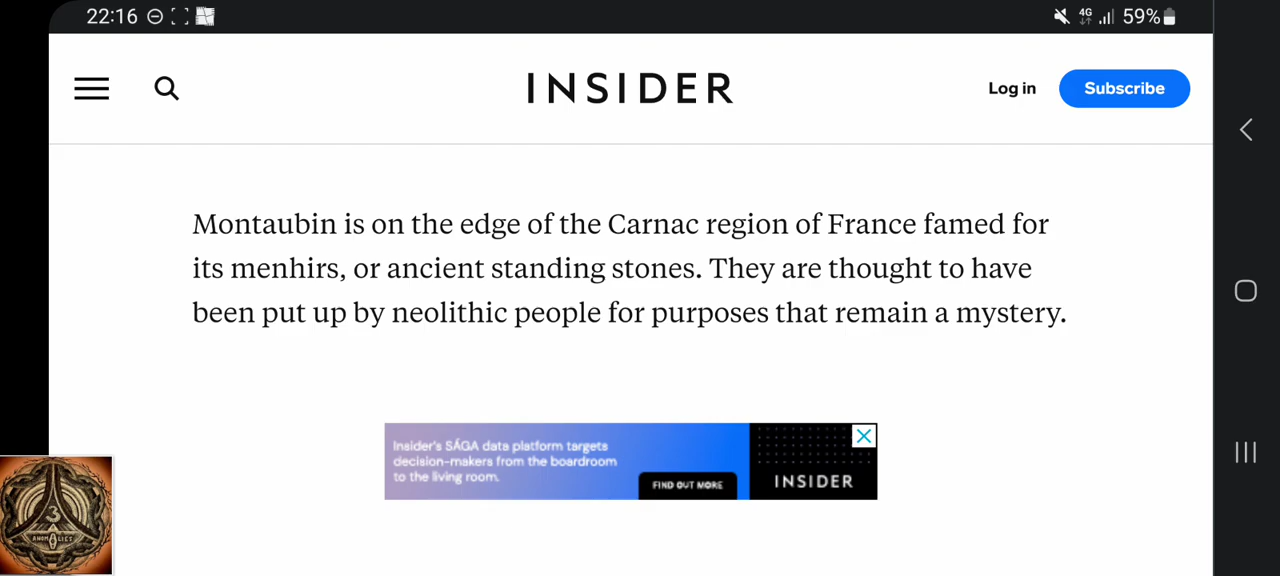 22:16
4G
59%
INSIDER
Log in
Subscribe
Montaubin is on the edge of the Carnac region of France famed for
its menhirs, or ancient standing stones. They are thought to have
been put up by neolithic people for purposes that remain a mystery.
Insider's SÁGA data platform targets
decision-makers from the boardroom
to the living room.
FIND OUT MORE
INSIDER
3